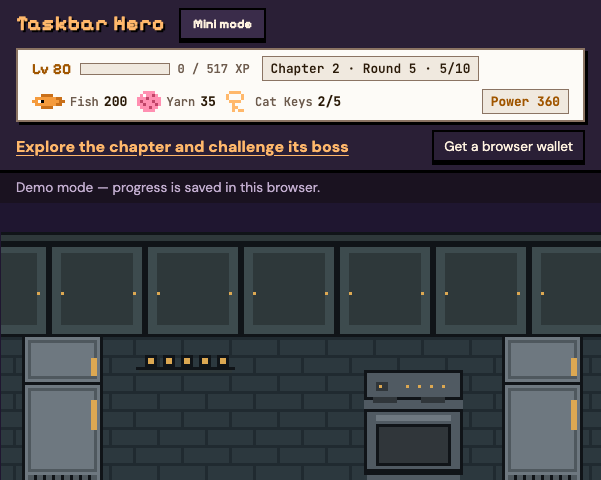 Taskbar Hero
Mini mode
Lv 20 0 / 517 XP Chapter 2 · Round 5 · 5/10
Fish 200 Yarn 35 Cat Keys 2/5 Power 360
Explore the chapter and challenge its boss
Get a browser wallet
Demo mode — progress is saved in this browser.